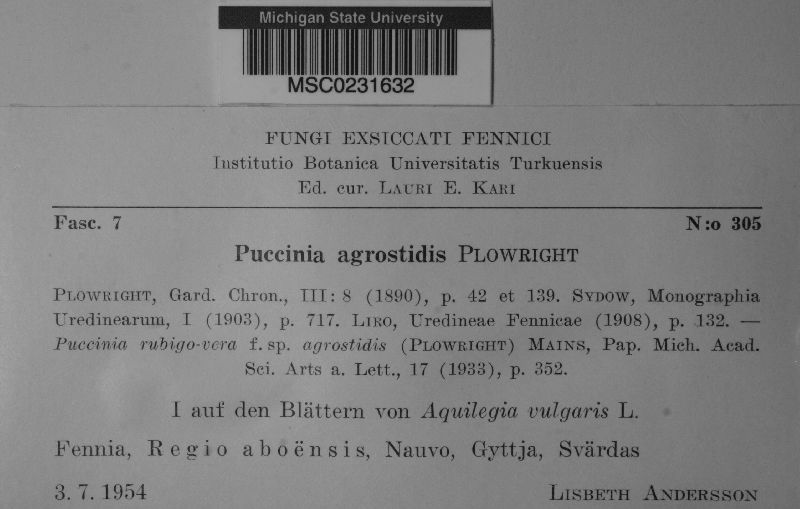 Michigan State University
MSC0231632
FUNGI EXSICCATI FENNICI
Institutio Botanica Universitatis Turkuensis
Ed. cur. LAURI E. KARI
Fasc. 7 N:o 305
Puccinia agrostidis PLOWRIGHT
PLOWRIGHT, Gard. Chron., III: 8 (1890), p. 42 et 139. SYDOW, Monographia
Uredinearum, I (1903), p. 717. LIRO, Uredineae Fennicae (1908), p. 132. —
Puccinia rubigo-vera f. sp. agrostidis (PLOWRIGHT) MAINS, Pap. Mich. Acad.
Sci. Arts a. Lett., 17 (1933), p. 352.
I auf den Blättern von Aquilegia vulgaris L.
Fennia, Regio aboënsis, Nauvo, Gyttja, Svärdas
3. 7. 1954 LISBETH ANDERSSON